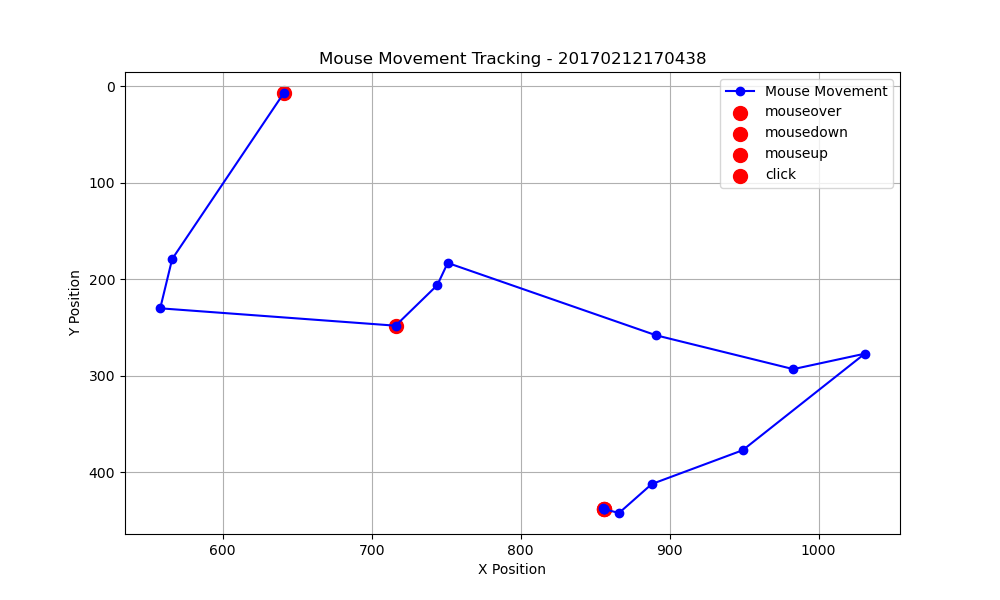 Mouse Movement Tracking - 20170212170438
Mouse Movement
mouseover
mousedown
mouseup
click
0
100
200
300
400
Y Position
600
700
800
900
1000
X Position